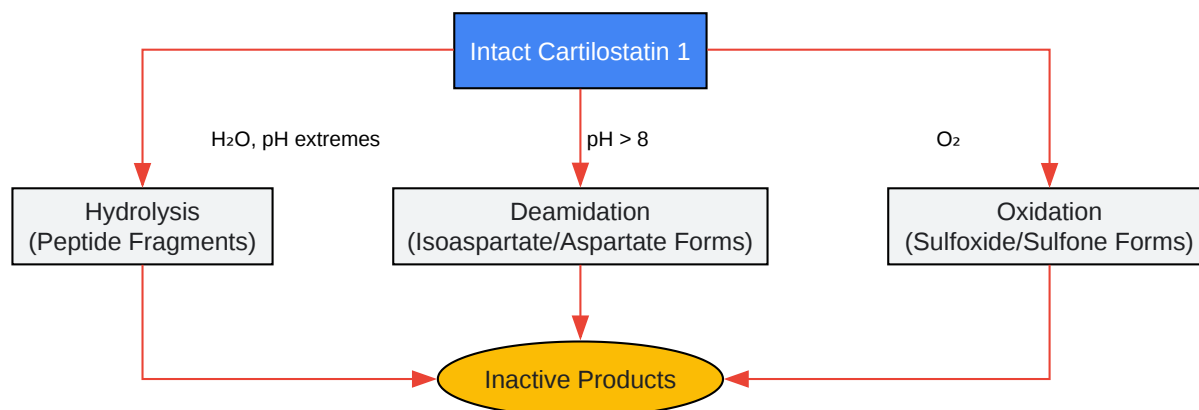 Intact Cartilostatin 1
H₂O, pH extremes
pH > 8
O₂
Hydrolysis
(Peptide Fragments)
Deamidation
(Isoaspartate/Aspartate Forms)
Oxidation
(Sulfoxide/Sulfone Forms)
Inactive Products